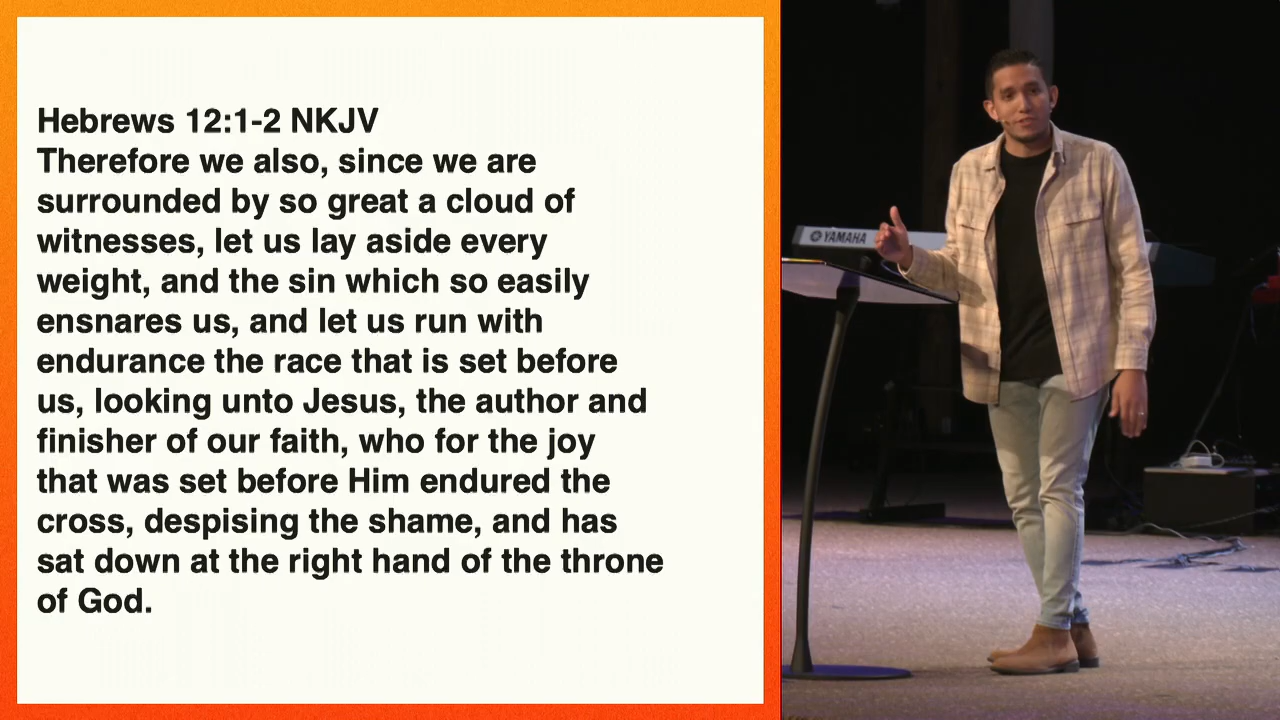 Hebrews 12:1-2 NKJV
Therefore we also, since we are
surrounded by so great a cloud of
witnesses, let us lay aside every
weight, and the sin which so easily
ensnares us, and let us run with
endurance the race that is set before
us, looking unto Jesus, the author and
finisher of our faith, who for the joy
that was set before Him endured the
cross, despising the shame, and has
sat down at the right hand of the throne
of God.
YAMAHA